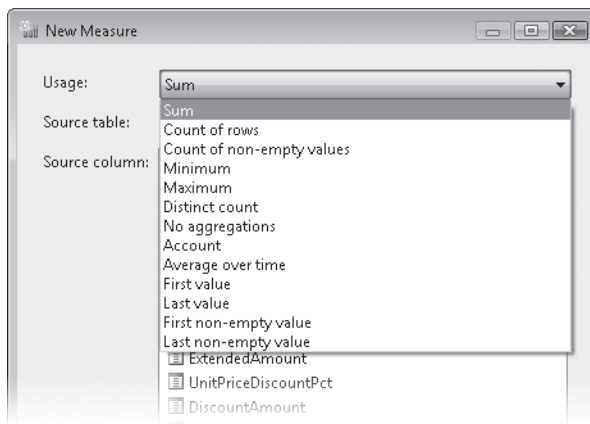 New Measure
Usage:
Sum
Sum
Source table:
Count of rows
Count of non-empty values
Source column:
Minimum
Maximum
Distinct count
No aggregations
Account
Average over time
First value
Last value
First non-empty value
Last non-empty value
ExtendedAmount
UnitPriceDiscountPct
DiscountAmount